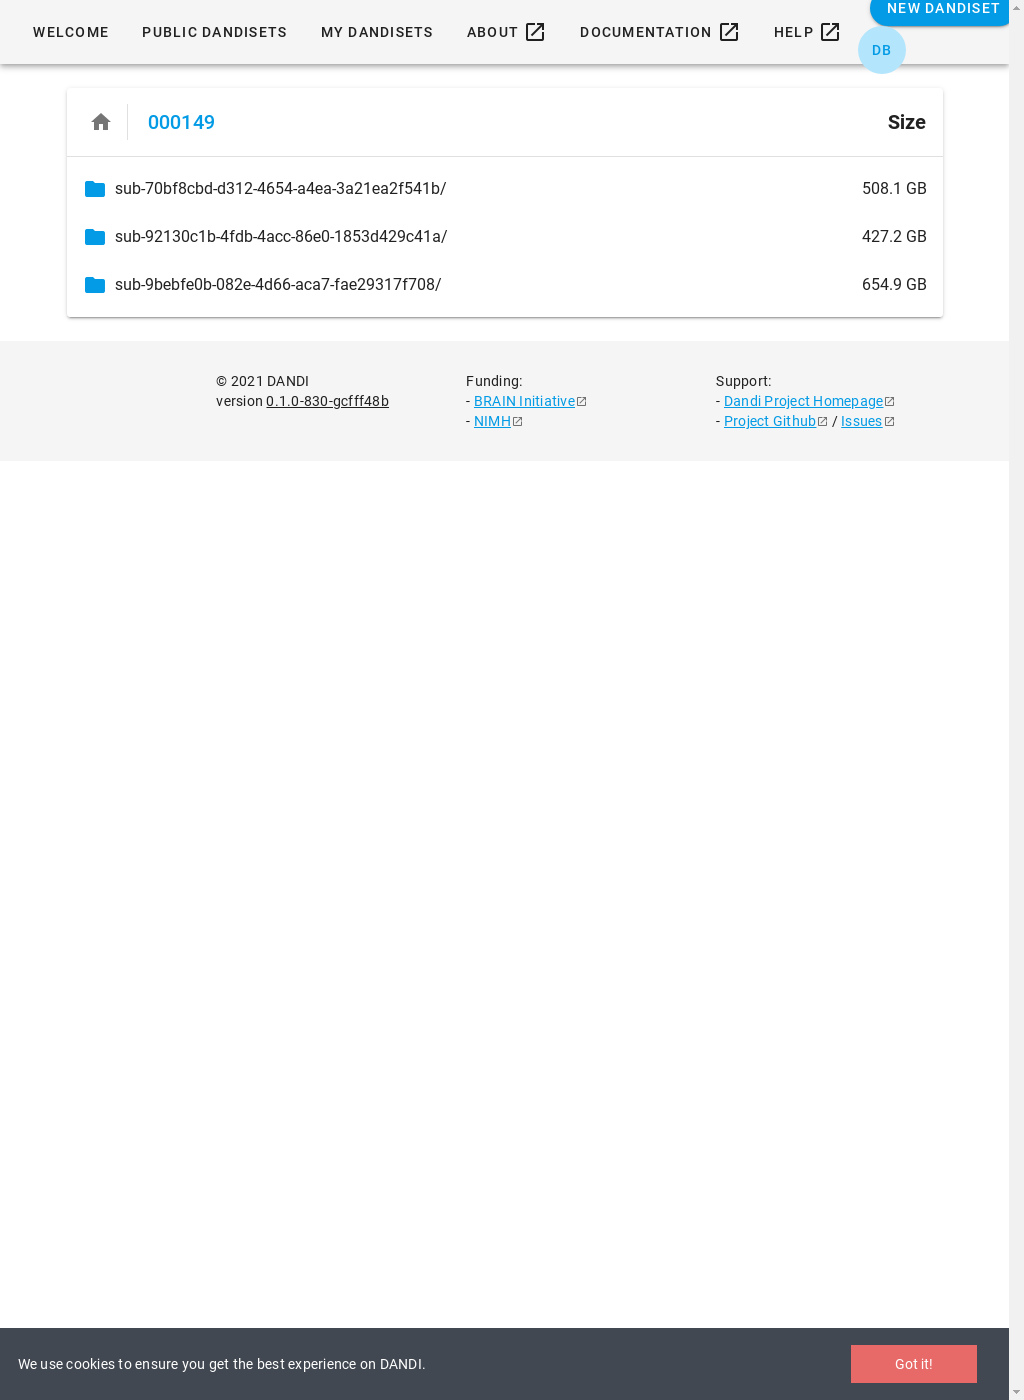 WELCOME PUBLIC DANDISETS MY DANDISETS ABOUT DOCUMENTATION HELP NEW DANDISET
DB
000149 Size
sub-70bf8cbd-d312-4654-a4ea-3a21ea2f541b/ 508.1 GB
sub-92130c1b-4fdb-4acc-86e0-1853d429c41a/ 427.2 GB
sub-9bebfe0b-082e-4d66-aca7-fae29317f708/ 654.9 GB
© 2021 DANDI Funding: Support:
version 0.1.0-830-gcfff48b - BRAIN Initiative - Dandi Project Homepage
- NIMH - Project Github / Issues
We use cookies to ensure you get the best experience on DANDI. Got it!